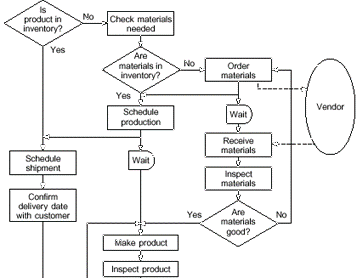 Is
product in
inventory?
No
Check materials
needed
Yes
Are
materials in
inventory?
No
Order
materials
Yes
Schedule
production
Wait
Vendor
Receive
materials
Schedule
shipment
Wait
Inspect
materials
Confirm
delivery date
with customer
Yes
Are
materials
good?
No
Make product
Inspect product